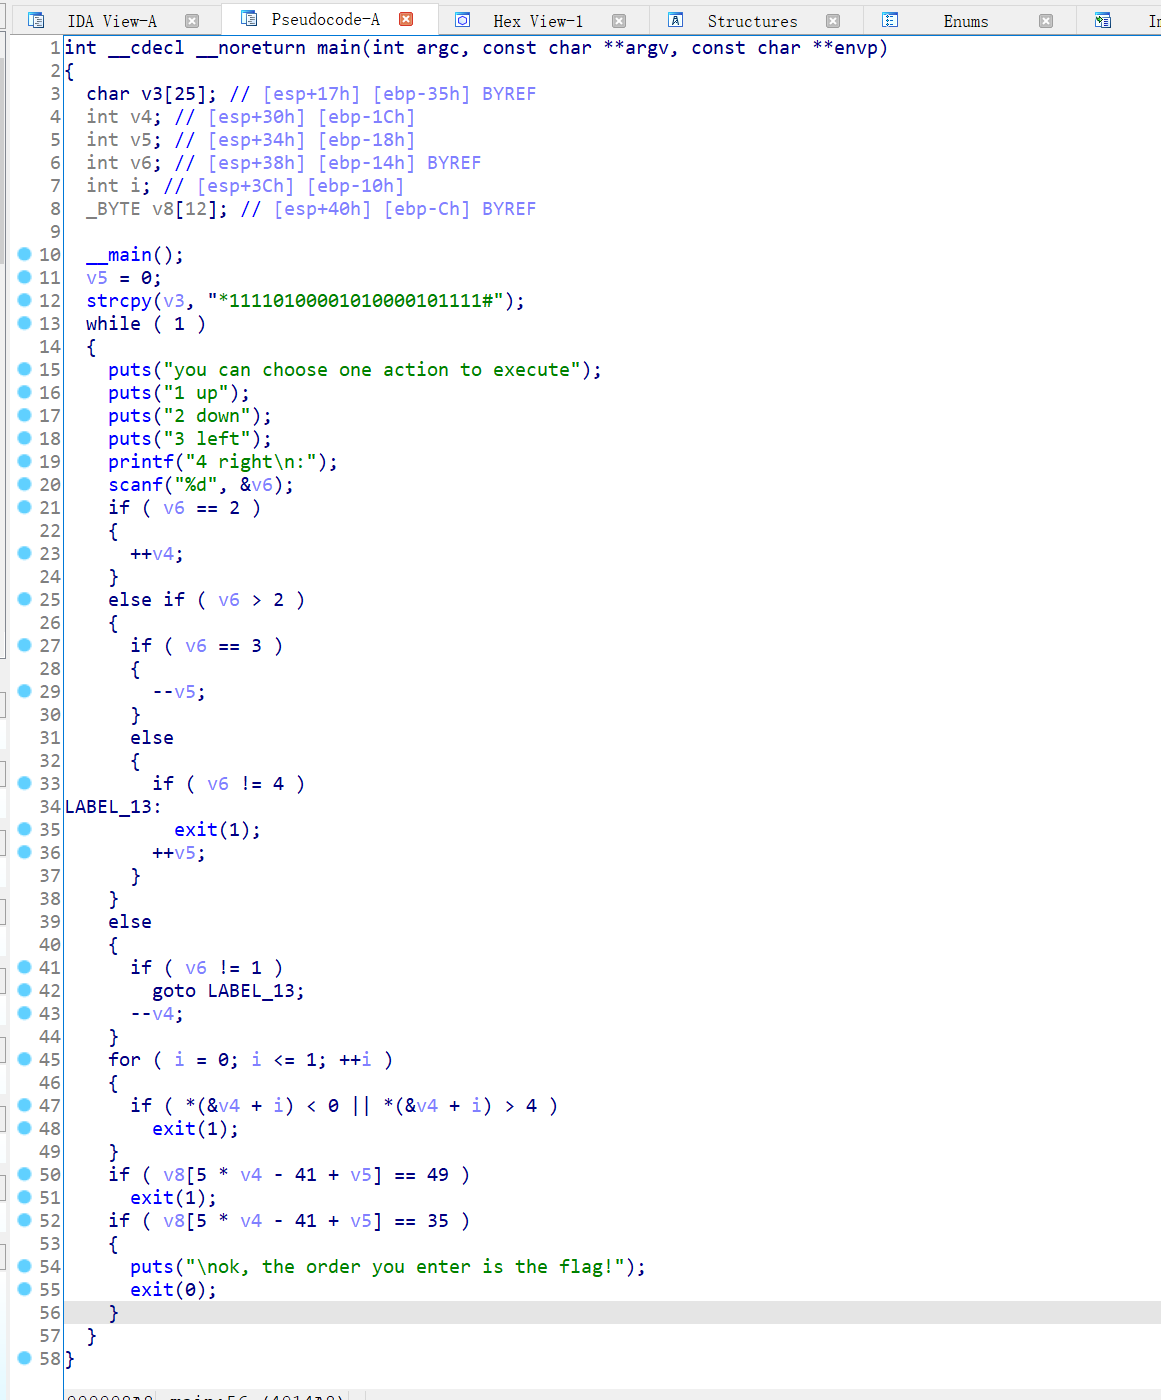 IDA View-A Pseudocode-A Hex View-1 Structures Enums
1 int __cdecl __noreturn main(int argc, const char **argv, const char **envp)
2 {
3 char v3[25]; // [esp+17h] [ebp-35h] BYREF
4 int v4; // [esp+30h] [ebp-1Ch]
5 int v5; // [esp+34h] [ebp-18h]
6 int v6; // [esp+38h] [ebp-14h] BYREF
7 int i; // [esp+3Ch] [ebp-10h]
8 _BYTE v8[12]; // [esp+40h] [ebp-Ch] BYREF
9
10 __main();
11 v5 = 0;
12 strcpy(v3, "*11110100001010000101111#");
13 while ( 1 )
14 {
15 puts("you can choose one action to execute");
16 puts("1 up");
17 puts("2 down");
18 puts("3 left");
19 printf("4 right\n:");
20 scanf("%d", &v6);
21 if ( v6 == 2 )
22 {
23 ++v4;
24 }
25 else if ( v6 > 2 )
26 {
27 if ( v6 == 3 )
28 {
29 --v5;
30 }
31 else
32 {
33 if ( v6 != 4 )
34 LABEL_13:
35 exit(1);
36 ++v5;
37 }
38 }
39 else
40 {
41 if ( v6 != 1 )
42 goto LABEL_13;
43 --v4;
44 }
45 for ( i = 0; i <= 1; ++i )
46 {
47 if ( *(&v4 + i) < 0 || *(&v4 + i) > 4 )
48 exit(1);
49 }
50 if ( v8[5 * v4 - 41 + v5] == 49 )
51 exit(1);
52 if ( v8[5 * v4 - 41 + v5] == 35 )
53 {
54 puts("\nok, the order you enter is the flag!");
55 exit(0);
56 }
57 }
58 }